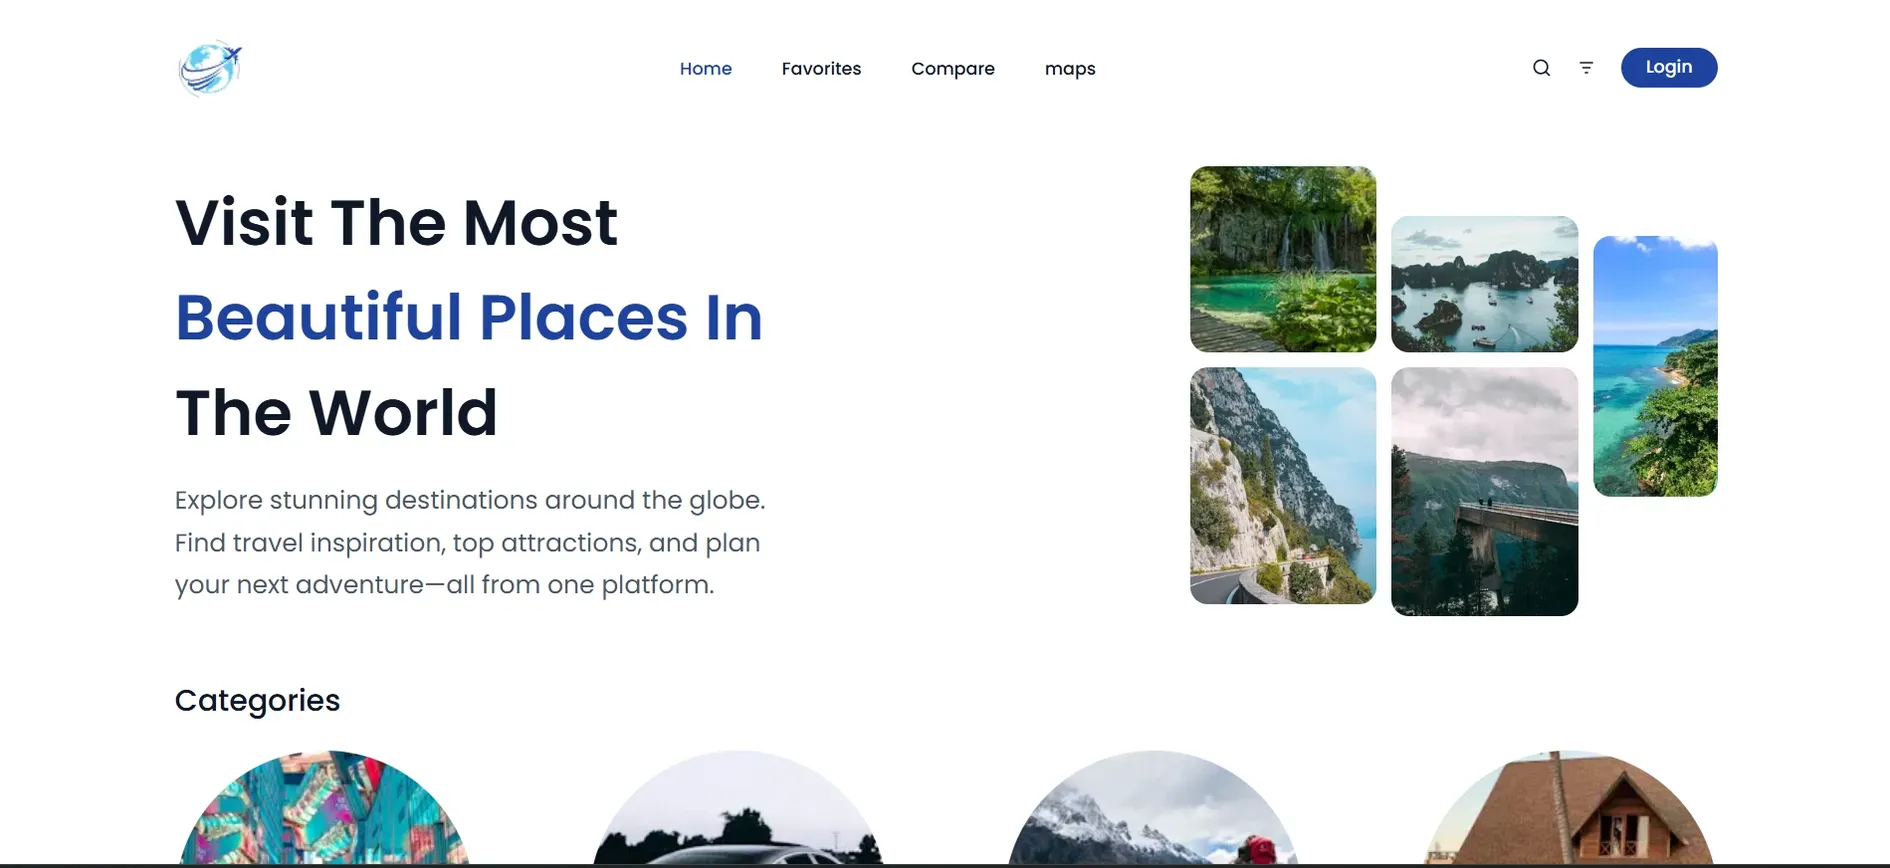 Home
Favorites
Compare
maps
Login
Visit The Most
Beautiful Places In
The World
Explore stunning destinations around the globe.
Find travel inspiration, top attractions, and plan
your next adventure—all from one platform.
Categories